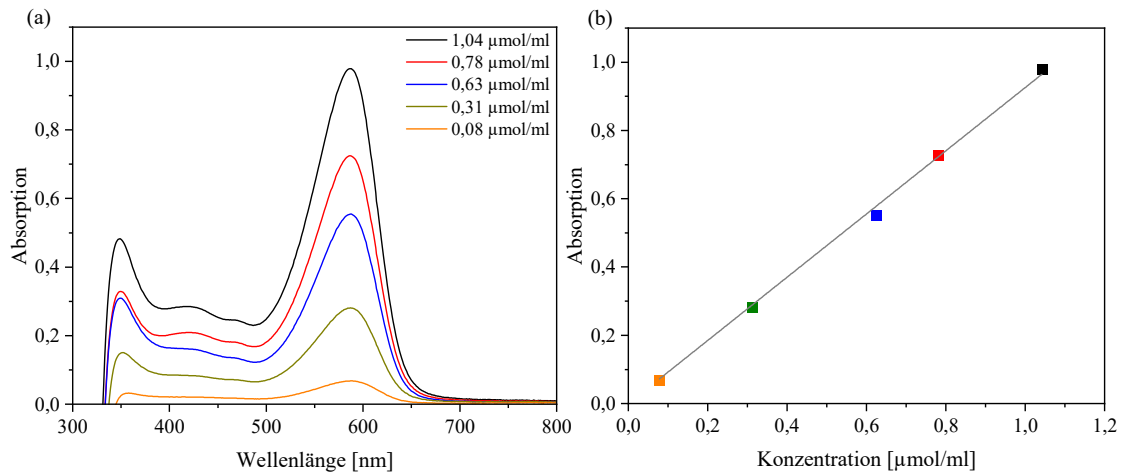 (a)
1,04 µmol/ml
0,78 µmol/ml
0,63 µmol/ml
0,31 µmol/ml
0,08 µmol/ml
1,0
0,8
0,6
0,4
0,2
0,0
Absorption
300 400 500 600 700 800
Wellenlänge [nm]
(b)
1,0
0,8
0,6
0,4
0,2
0,0
Absorption
0,0 0,2 0,4 0,6 0,8 1,0 1,2
Konzentration [µmol/ml]